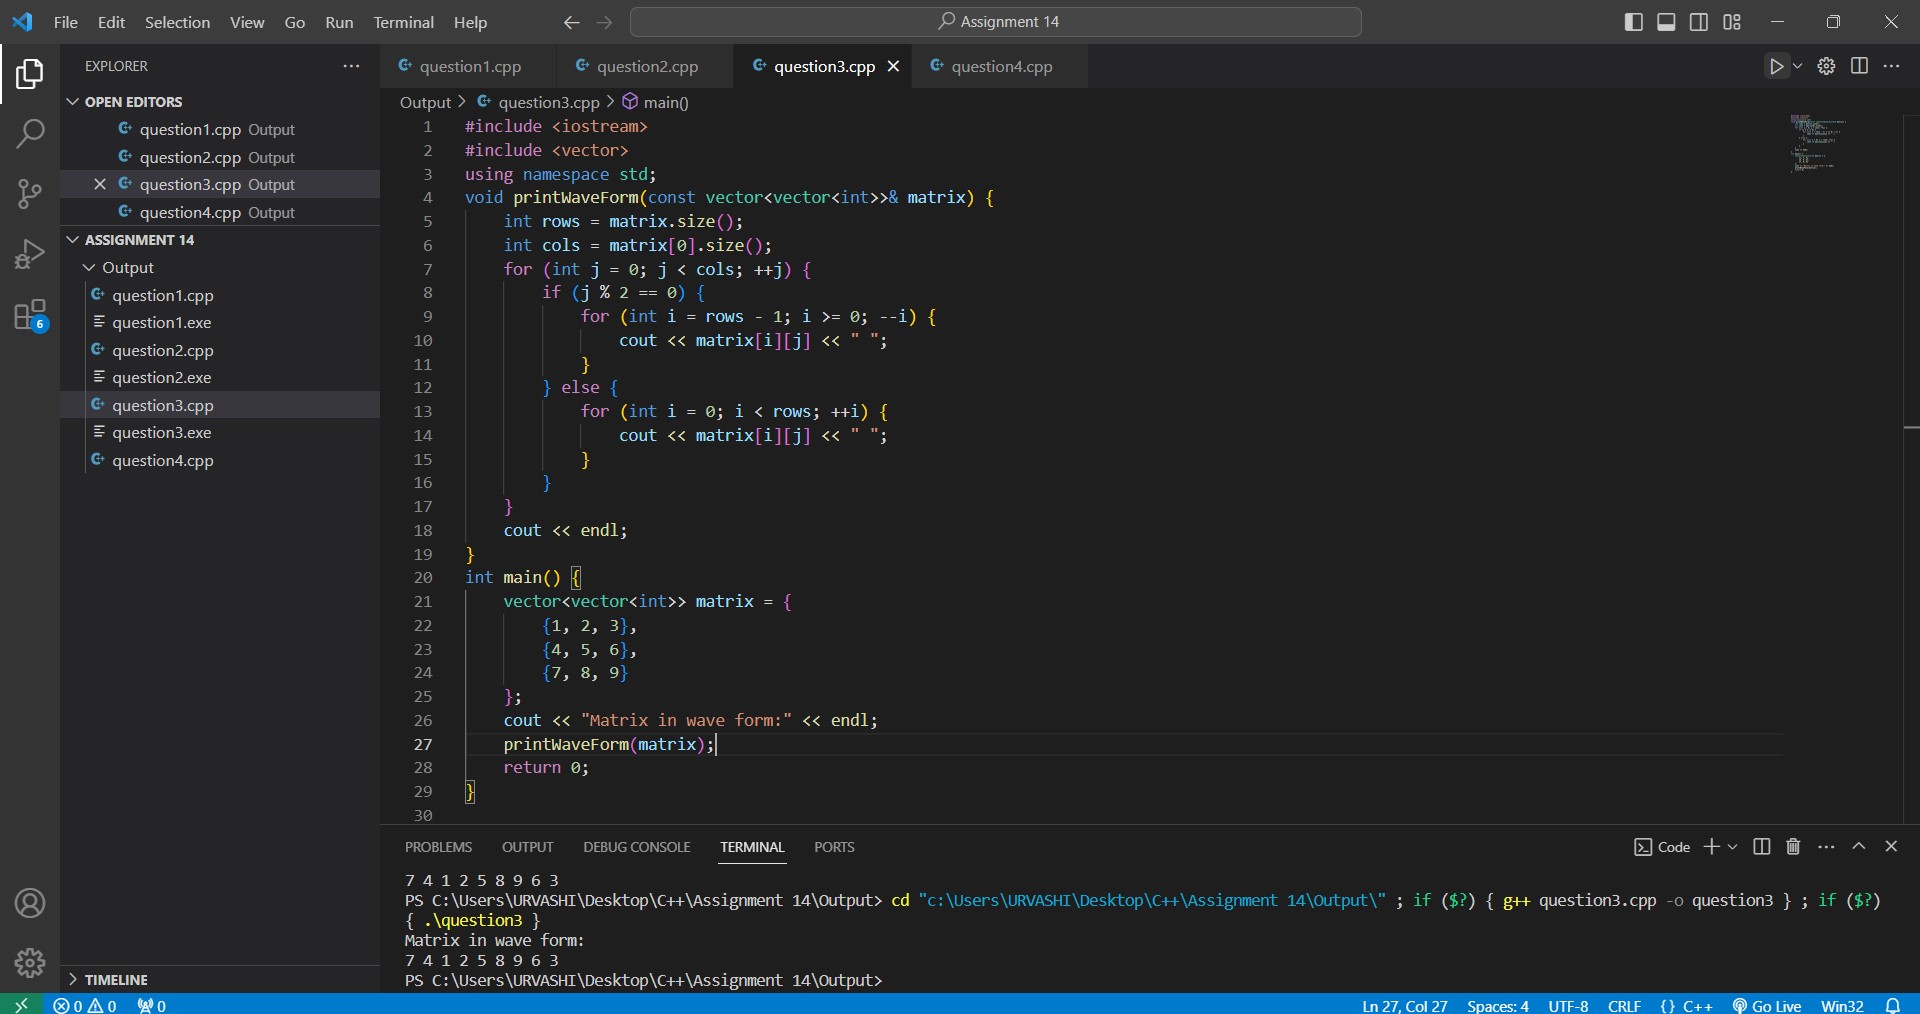 File Edit Selection View Go Run Terminal Help
Assignment 14
EXPLORER
OPEN EDITORS
question1.cpp Output
question2.cpp Output
question3.cpp Output
question4.cpp Output
ASSIGNMENT 14
Output
question1.cpp
question1.exe
question2.cpp
question2.exe
question3.cpp
question3.exe
question4.cpp
6
TIMELINE
question1.cpp question2.cpp question3.cpp question4.cpp
Output > question3.cpp > main()
1 #include <iostream>
2 #include <vector>
3 using namespace std;
4 void printWaveForm(const vector<vector<int>>& matrix) {
5     int rows = matrix.size();
6     int cols = matrix[0].size();
7     for (int j = 0; j < cols; ++j) {
8         if (j % 2 == 0) {
9             for (int i = rows - 1; i >= 0; --i) {
10                 cout << matrix[i][j] << " ";
11             }
12         } else {
13             for (int i = 0; i < rows; ++i) {
14                 cout << matrix[i][j] << " ";
15             }
16         }
17     }
18     cout << endl;
19 }
20 int main() {
21     vector<vector<int>> matrix = {
22         {1, 2, 3},
23         {4, 5, 6},
24         {7, 8, 9}
25     };
26     cout << "Matrix in wave form:" << endl;
27     printWaveForm(matrix);
28     return 0;
29 }
30
PROBLEMS OUTPUT DEBUG CONSOLE TERMINAL PORTS
Code
7 4 1 2 5 8 9 6 3
PS C:\Users\URVASHI\Desktop\C++\Assignment 14\Output> cd "c:\Users\URVASHI\Desktop\C++\Assignment 14\Output\" ; if ($?) { g++ question3.cpp -o question3 } ; if ($?)
{ .\question3 }
Matrix in wave form:
7 4 1 2 5 8 9 6 3
PS C:\Users\URVASHI\Desktop\C++\Assignment 14\Output>
0 0 0 Ln 27, Col 27 Spaces: 4 UTF-8 CRLF {} C++ Go Live Win32